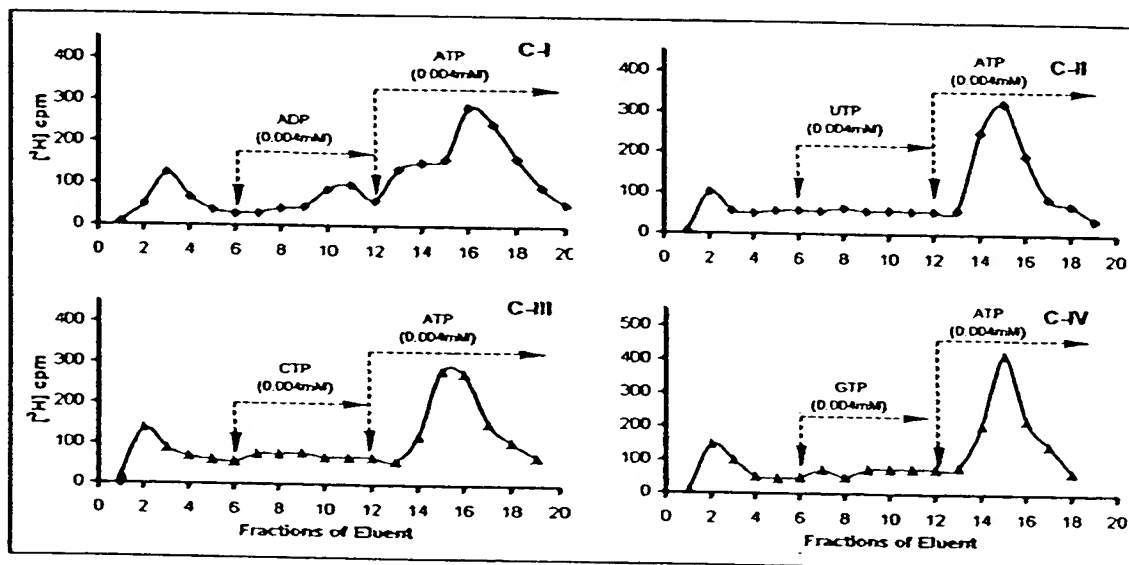 C-I
ATP
(0.004mM)
ADP
(0.004mM)
[³H] cpm
400
300
200
100
0
0 2 4 6 8 10 12 14 16 18 20
C-II
ATP
(0.004mM)
UTP
(0.004mM)
400
300
200
100
0
0 2 4 6 8 10 12 14 16 18 20
C-III
ATP
(0.004mM)
CTP
(0.004mM)
[³H] cpm
400
300
200
100
0
0 2 4 6 8 10 12 14 16 18 20
Fractions of Eluent
C-IV
ATP
(0.004mM)
GTP
(0.004mM)
500
400
300
200
100
0
0 2 4 6 8 10 12 14 16 18 20
Fractions of Eluent